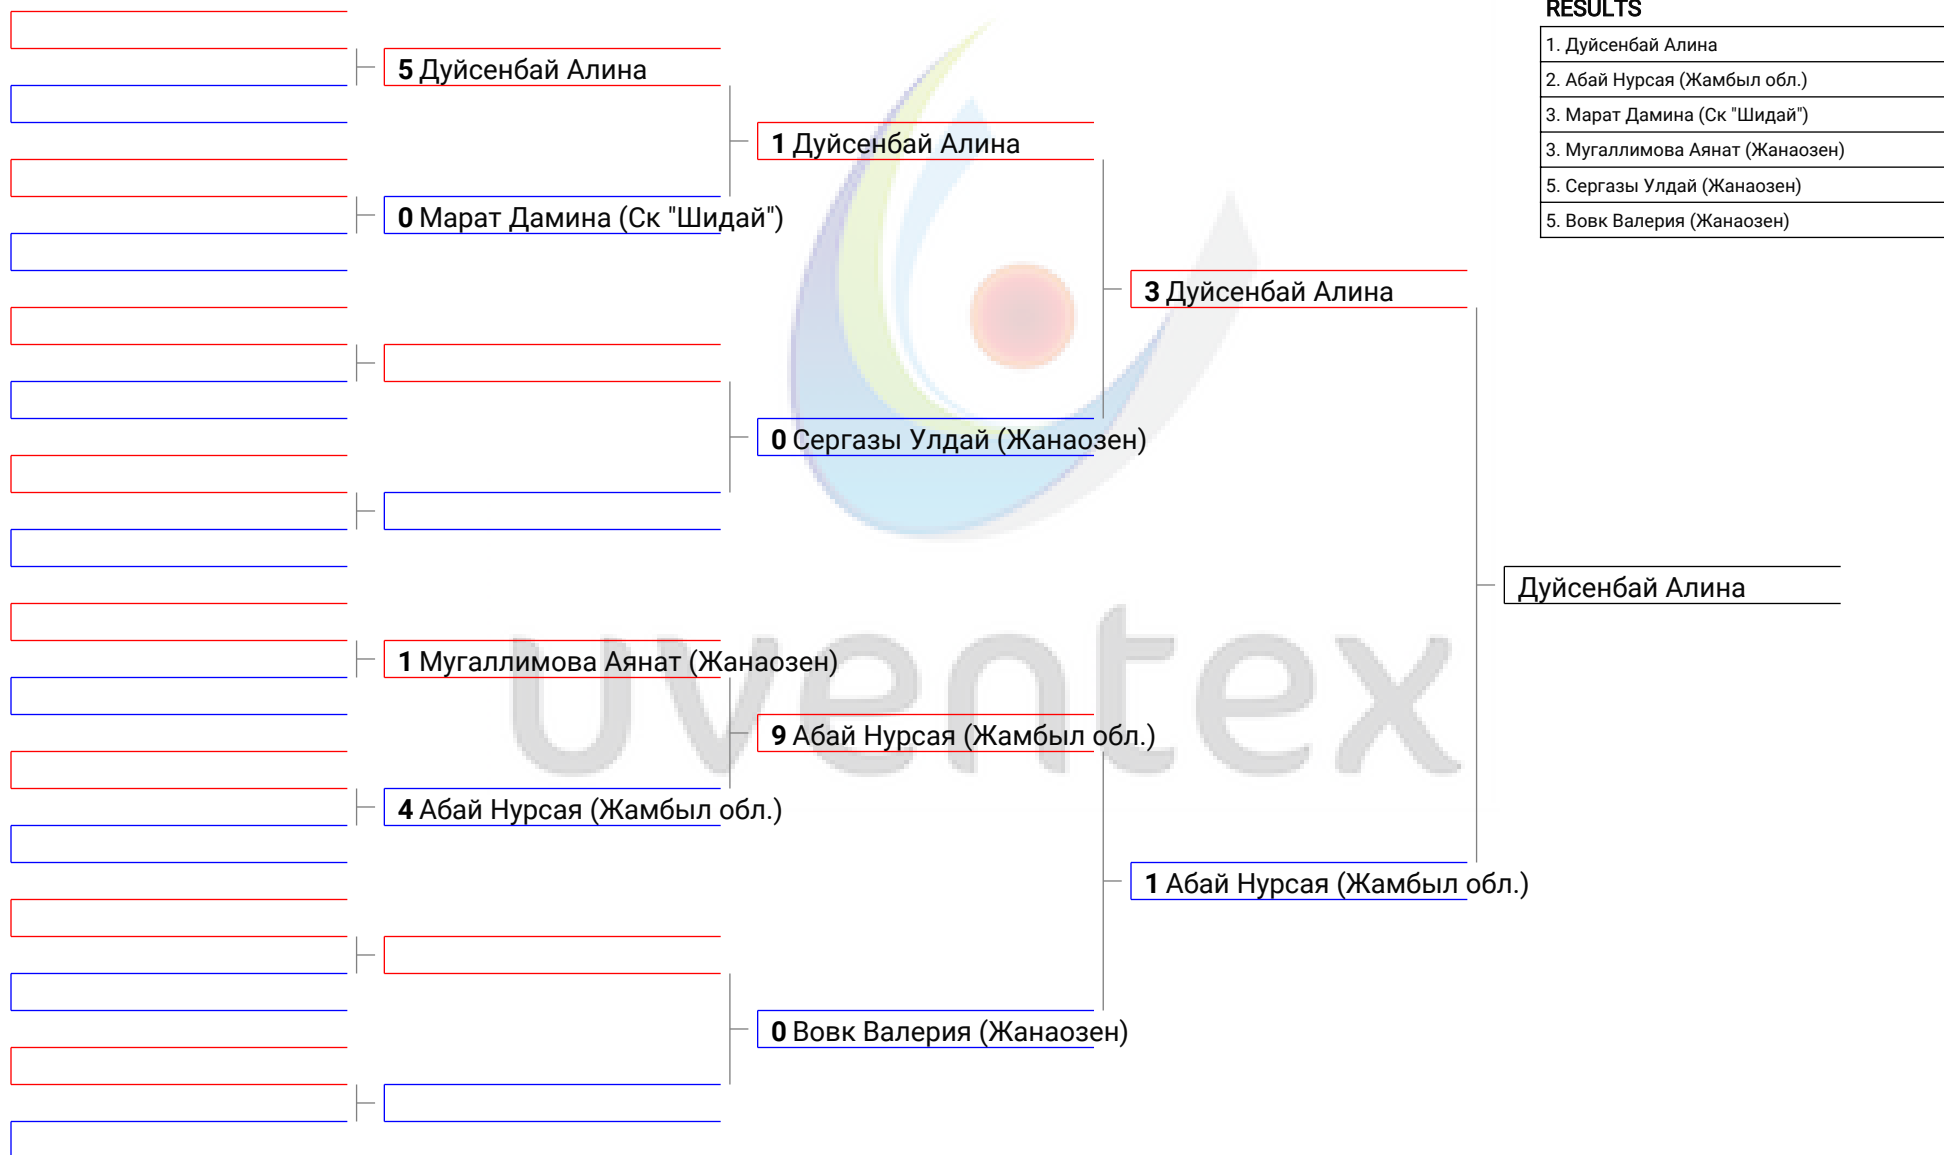 RESULTS
1. Дуйсенбай Алина
2. Абай Нурсая (Жамбыл обл.)
3. Марат Дамина (Ск "Шидай")
3. Мугаллимова Аянат (Жанаозен)
5. Сергазы Улдай (Жанаозен)
5. Вовк Валерия (Жанаозен)
5 Дуйсенбай Алина
1 Дуйсенбай Алина
0 Марат Дамина (Ск "Шидай")
3 Дуйсенбай Алина
0 Сергазы Улдай (Жанаозен)
Дуйсенбай Алина
uventex
1 Мугаллимова Аянат (Жанаозен)
9 Абай Нурсая (Жамбыл обл.)
4 Абай Нурсая (Жамбыл обл.)
1 Абай Нурсая (Жамбыл обл.)
0 Вовк Валерия (Жанаозен)